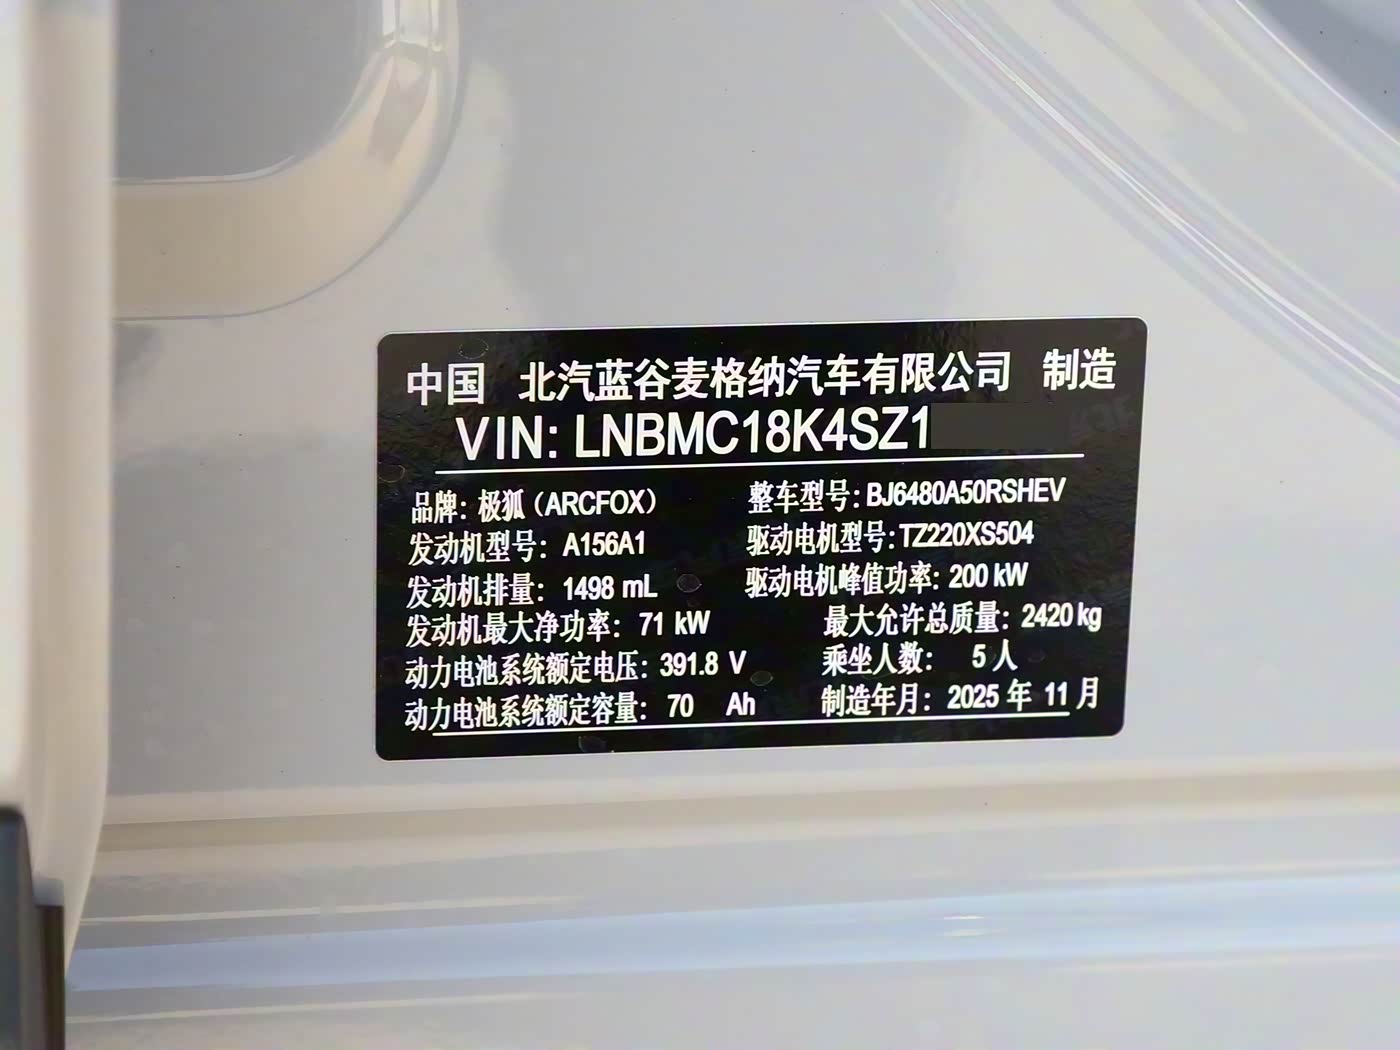 中国 北汽蓝谷麦格纳汽车有限公司 制造
VIN: LNBMC18K4SZ1
品牌: 极狐（ARCFOX） 整车型号: BJ6480A50RSHEV
发动机型号: A156A1 驱动电机型号: TZ220XS504
发动机排量: 1498 mL 驱动电机峰值功率: 200 kW
发动机最大净功率: 71 kW 最大允许总质量: 2420 kg
动力电池系统额定电压: 391.8 V 乘坐人数: 5 人
动力电池系统额定容量: 70 Ah 制造年月: 2025 年 11 月